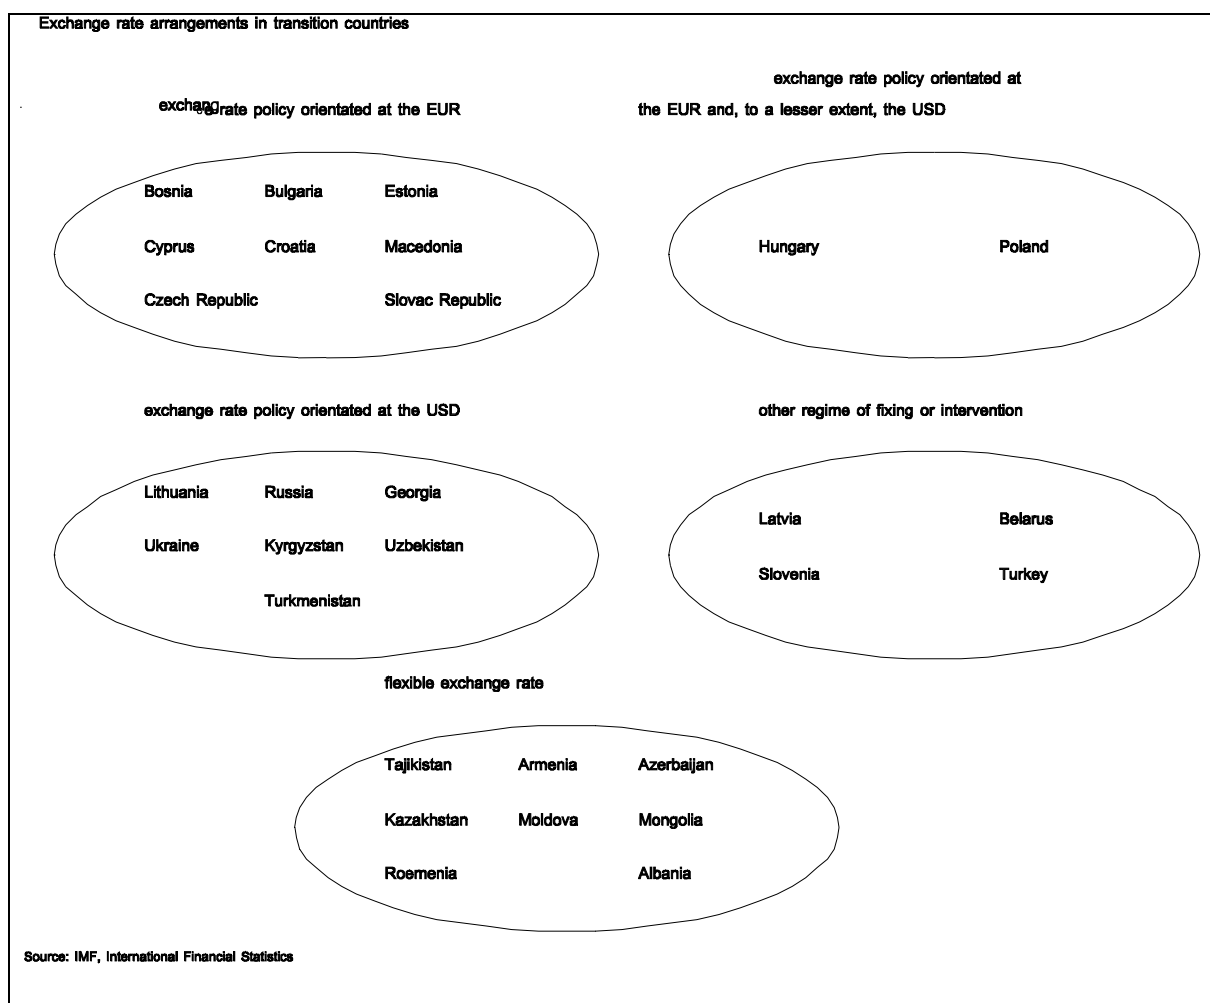 Exchange rate arrangements in transition countries
exchange rate policy orientated at the EUR
exchange rate policy orientated at
the EUR and, to a lesser extent, the USD
Bosnia Bulgaria Estonia
Cyprus Croatia Macedonia
Czech Republic Slovac Republic
Hungary Poland
exchange rate policy orientated at the USD
other regime of fixing or intervention
Lithuania Russia Georgia
Ukraine Kyrgyzstan Uzbekistan
Turkmenistan
Latvia Belarus
Slovenia Turkey
flexible exchange rate
Tajikistan Armenia Azerbaijan
Kazakhstan Moldova Mongolia
Roemenia Albania
Source: IMF, International Financial Statistics